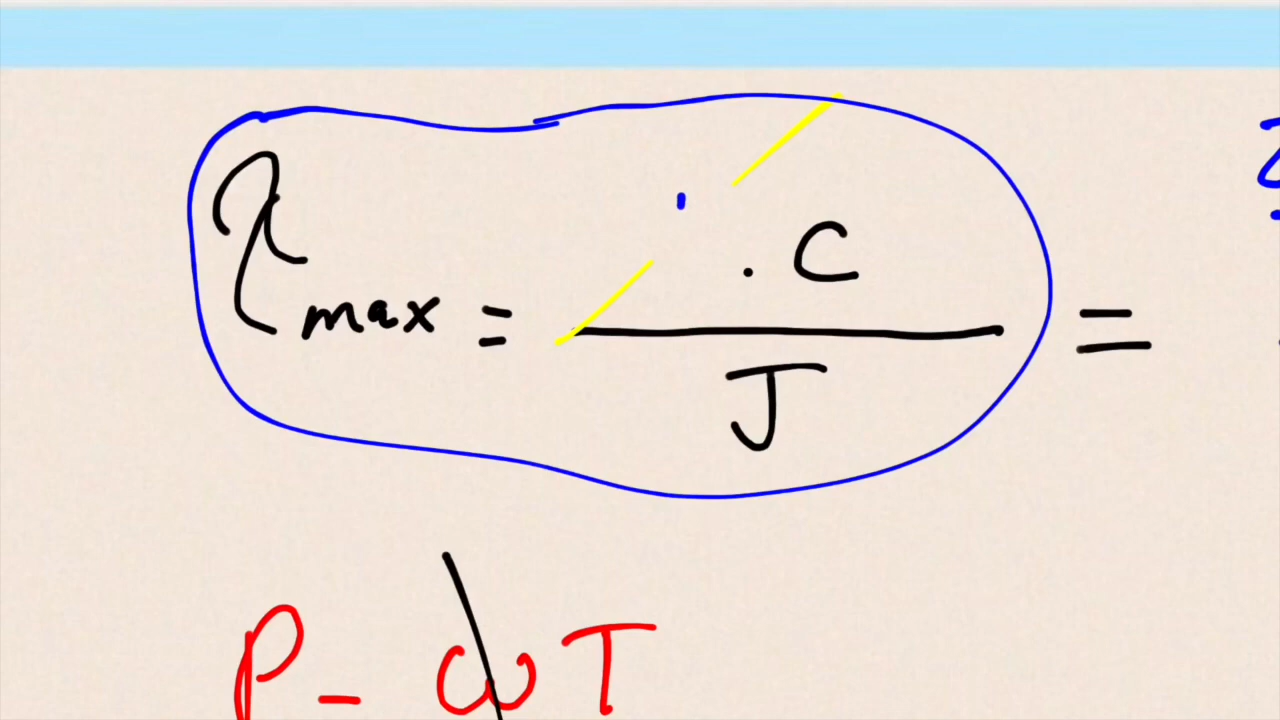 τmax = . C / J =
P - ωT